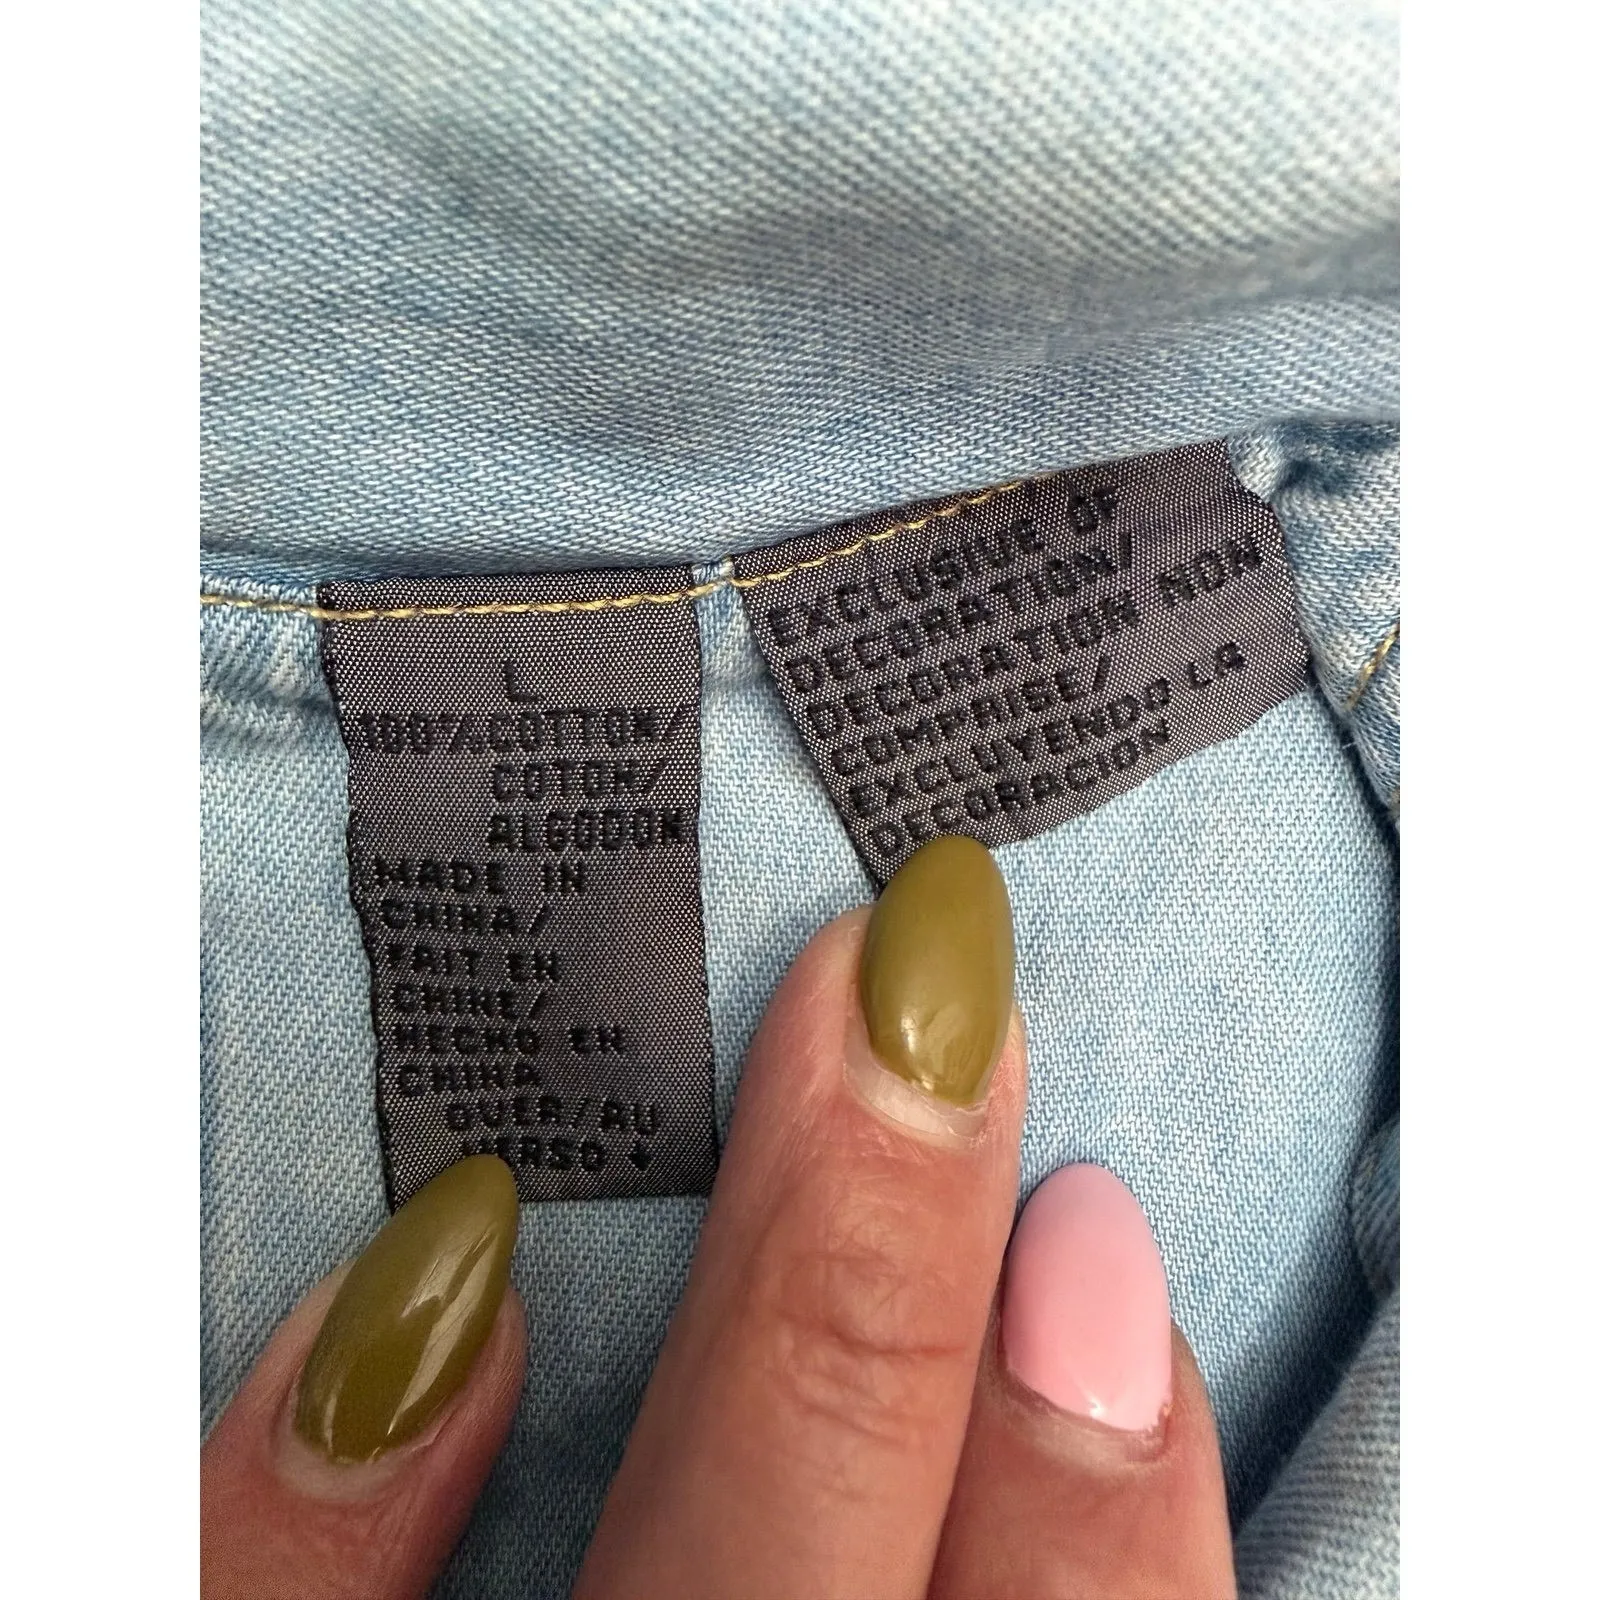 L
100% COTTON/
COTON/
ALGODON
MADE IN
CHINA/
FAIT EN
CHINE/
HECHO EN
CHINA
OVER/AU
VERSO
EXCLUSIVE OF
DECORATION/
DECORATION NON
COMPRISE/
EXCLUYENDO LA
DECORACION